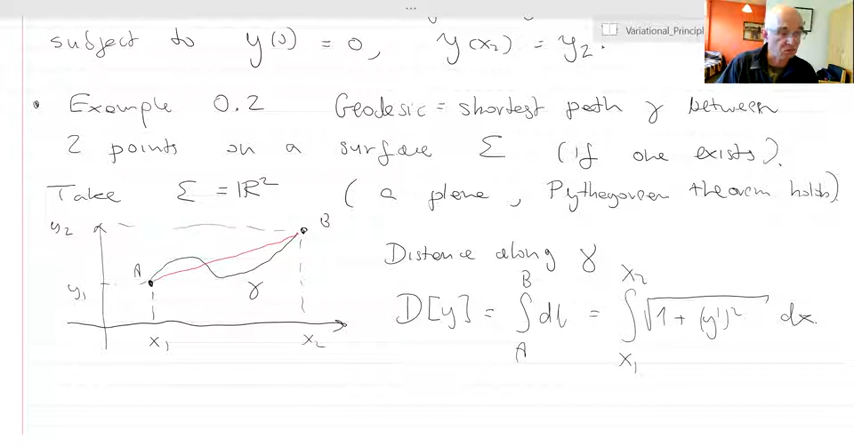 subject to y(0) = 0, y(x₂) = y₂.
Variational_Principl
• Example 0.2 Geodesic = shortest path γ between
2 points on a surface Σ (if one exists).
Take Σ = ℝ² (a plane, Pythagorean theorem holds)
y₂
B
A
y₁
γ
x₁ x₂
Distance along γ
D[y] = ∫_A^B dl = ∫_{x₁}^{x₂} √(1 + (y')²) dx.